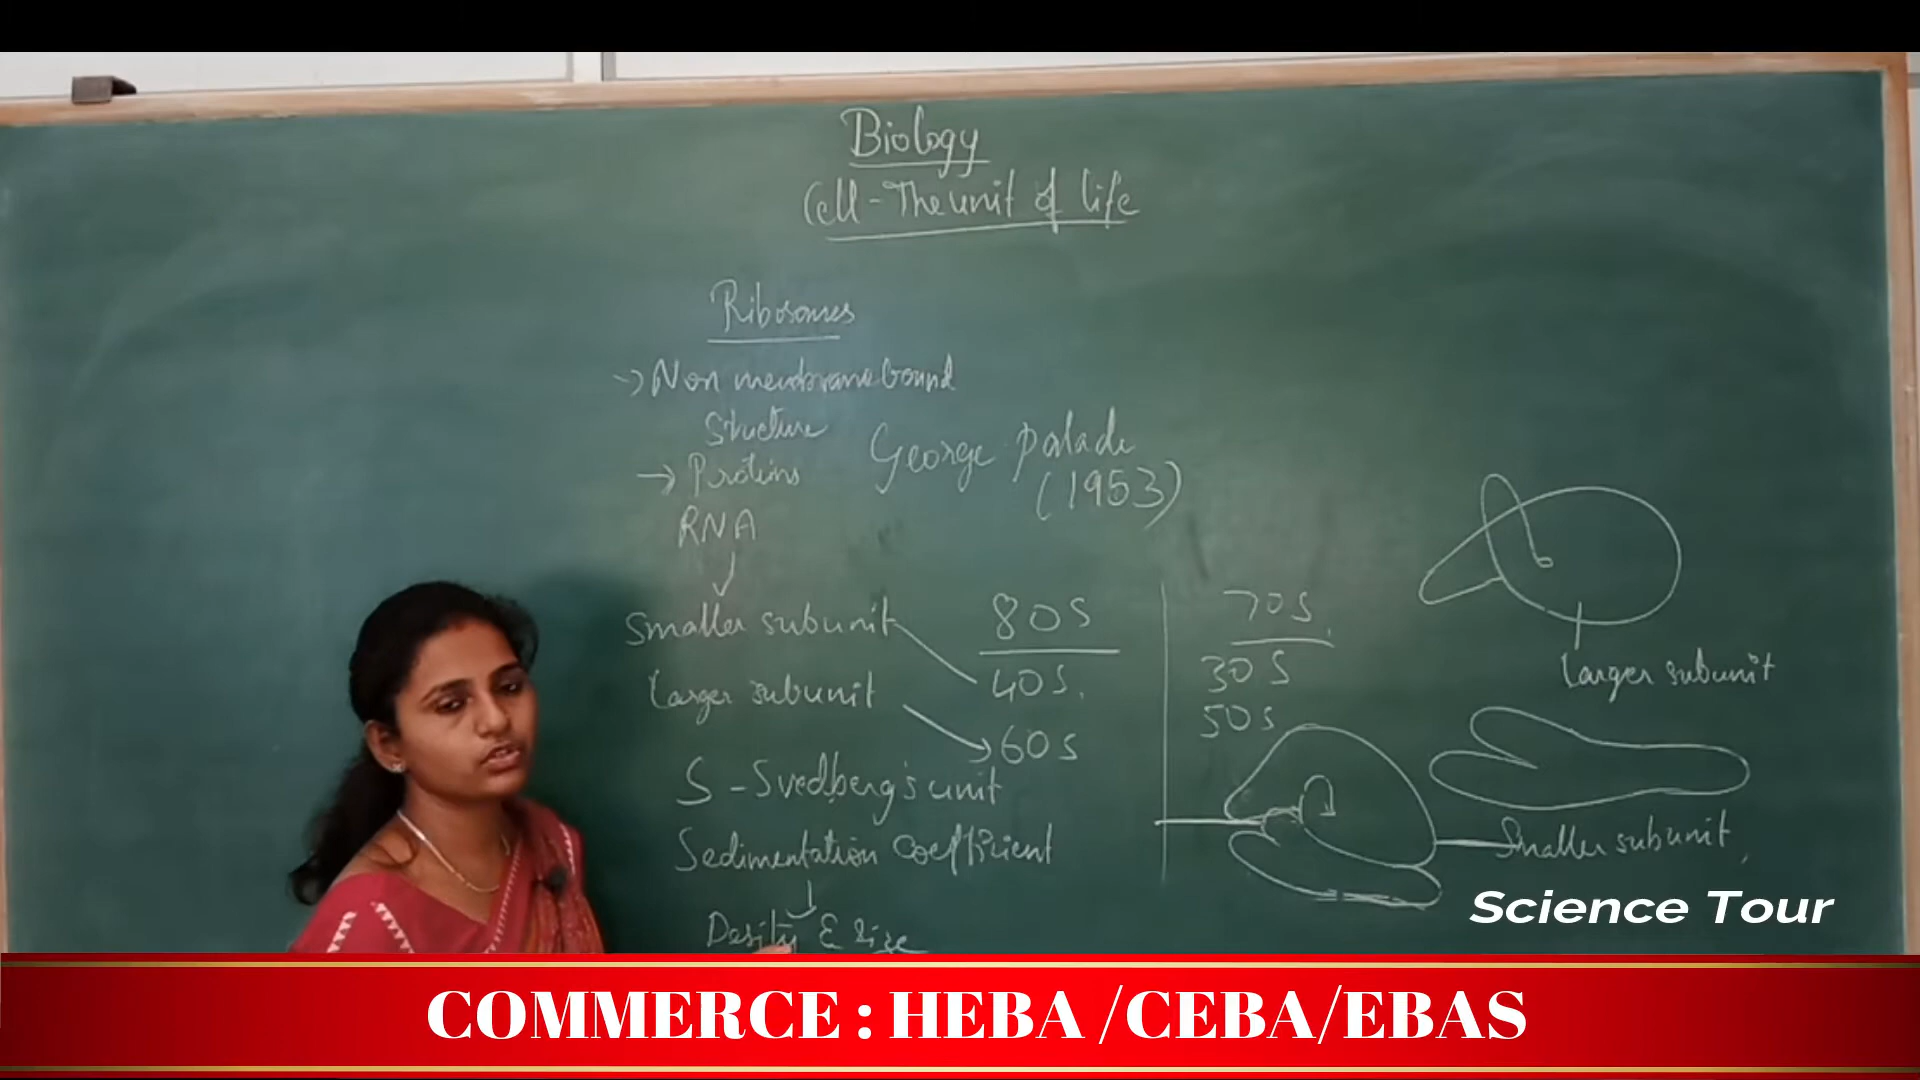 Biology
Cell - The unit of life
Ribosomes
-> Non membrane bound
Structure
George Palade
-> Proteins
(1953)
RNA
Smaller subunit
80S
70S
Larger subunit
40S.
30S
Larger subunit
60S
50S
S - Svedberg's unit
Sedimentation coefficient
Smaller subunit,
Desity & size
Science Tour
COMMERCE : HEBA /CEBA/EBAS